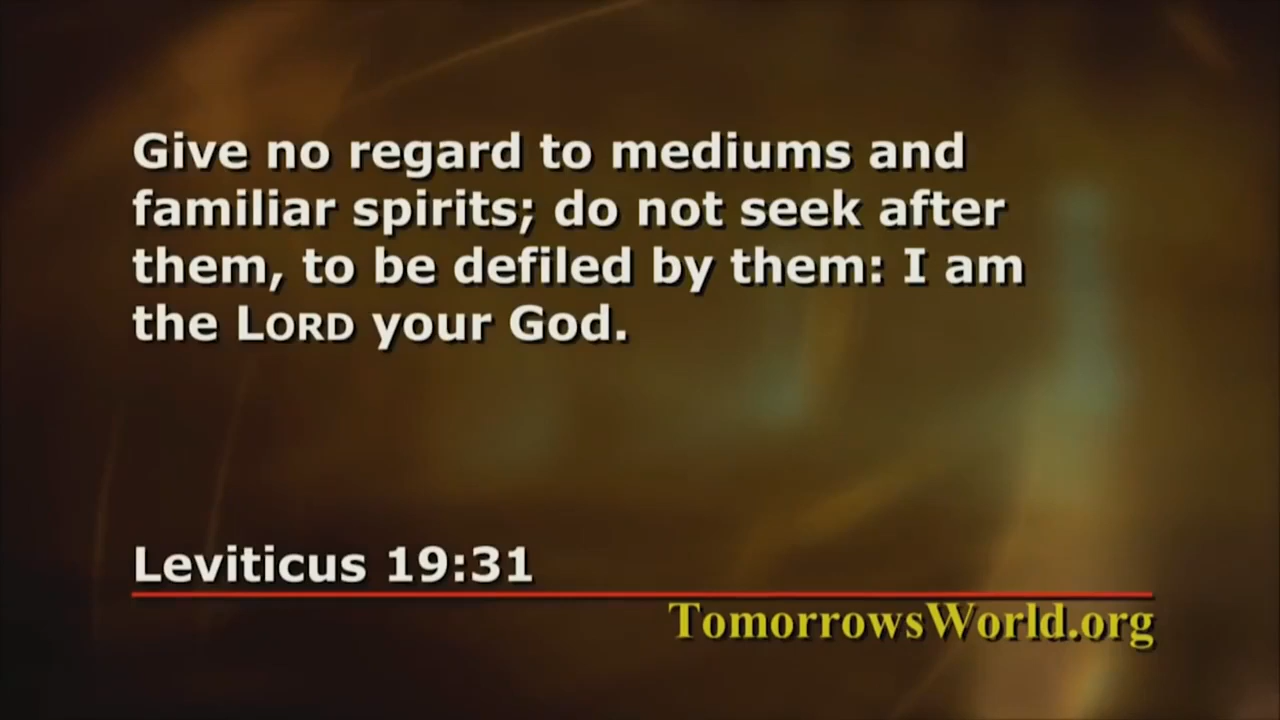 Give no regard to mediums and
familiar spirits; do not seek after
them, to be defiled by them: I am
the LORD your God.
Leviticus 19:31
TomorrowsWorld.org